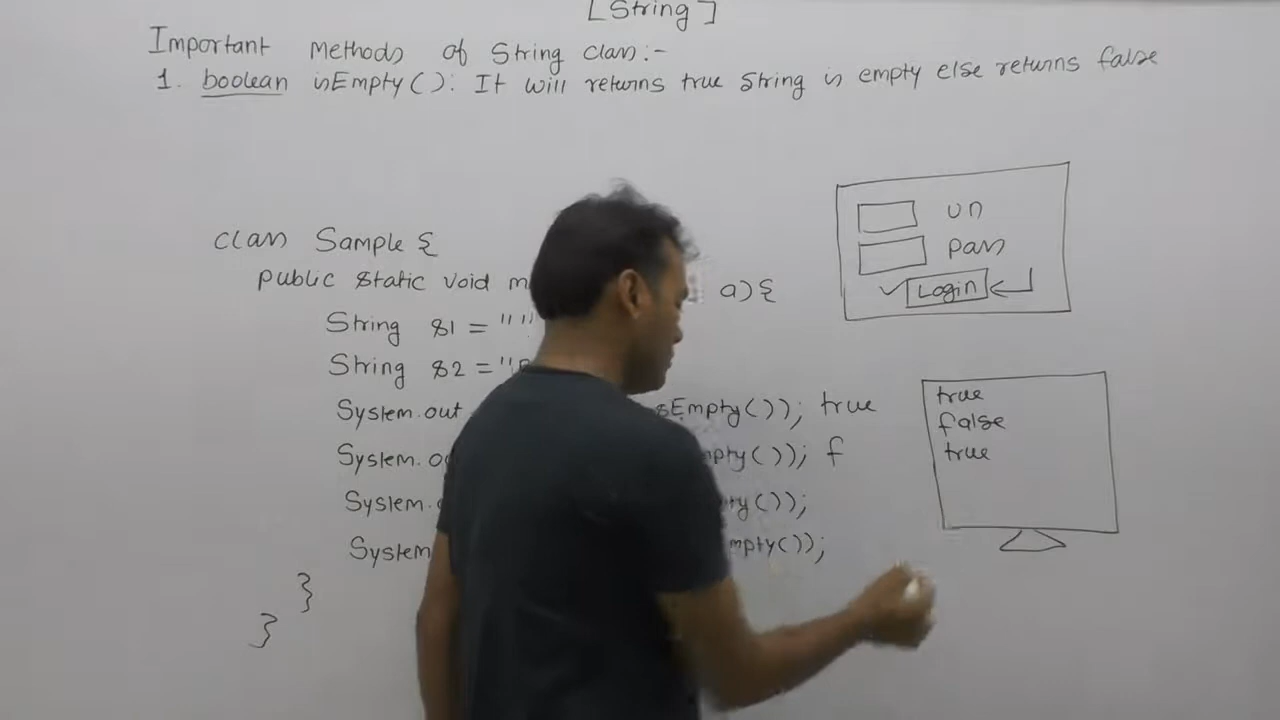 [String]
Important Methods of String class:-
1. boolean isEmpty(): It will returns true String is empty else returns false
class Sample {
public static void m a){
String s1 = ""
String s2 = "
System.out sEmpty()); true
System.o mpty()); f
System. ty());
System mpty());
}
}
un
pass
Login
true
false
true